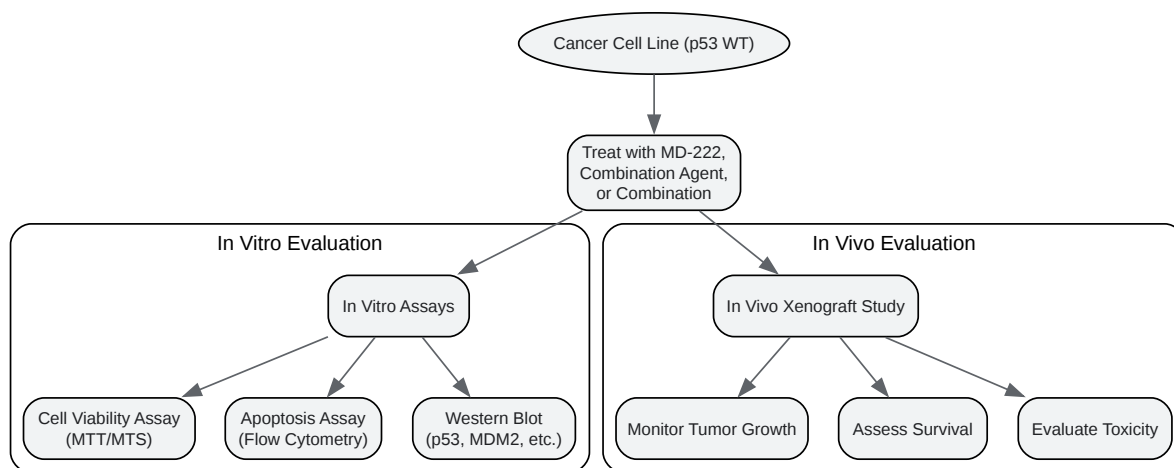 Cancer Cell Line (p53 WT)
Treat with MD-222,
Combination Agent,
or Combination
In Vitro Evaluation
In Vitro Assays
Cell Viability Assay
(MTT/MTS)
Apoptosis Assay
(Flow Cytometry)
Western Blot
(p53, MDM2, etc.)
In Vivo Evaluation
In Vivo Xenograft Study
Monitor Tumor Growth
Assess Survival
Evaluate Toxicity